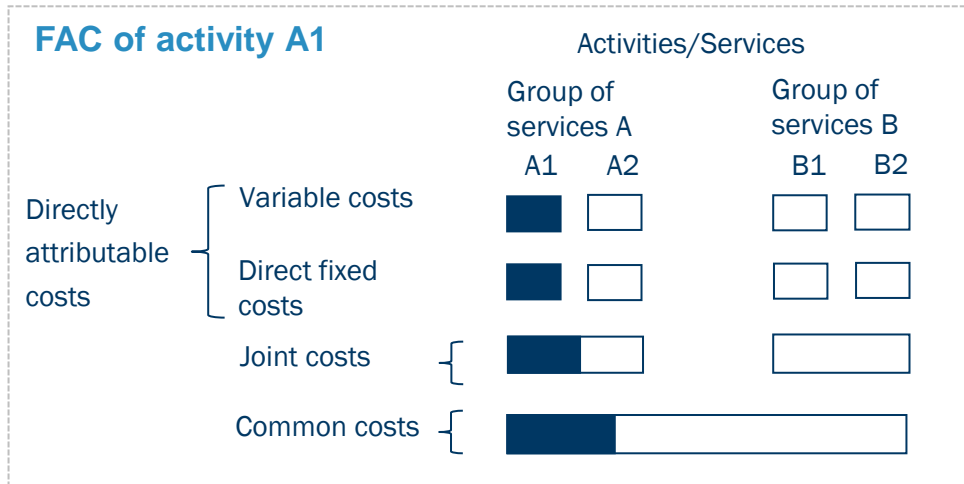 FAC of activity A1
Activities/Services
Group of
services A
Group of
services B
A1
A2
B1
B2
Directly
attributable
costs
Variable costs
Direct fixed
costs
Joint costs
Common costs